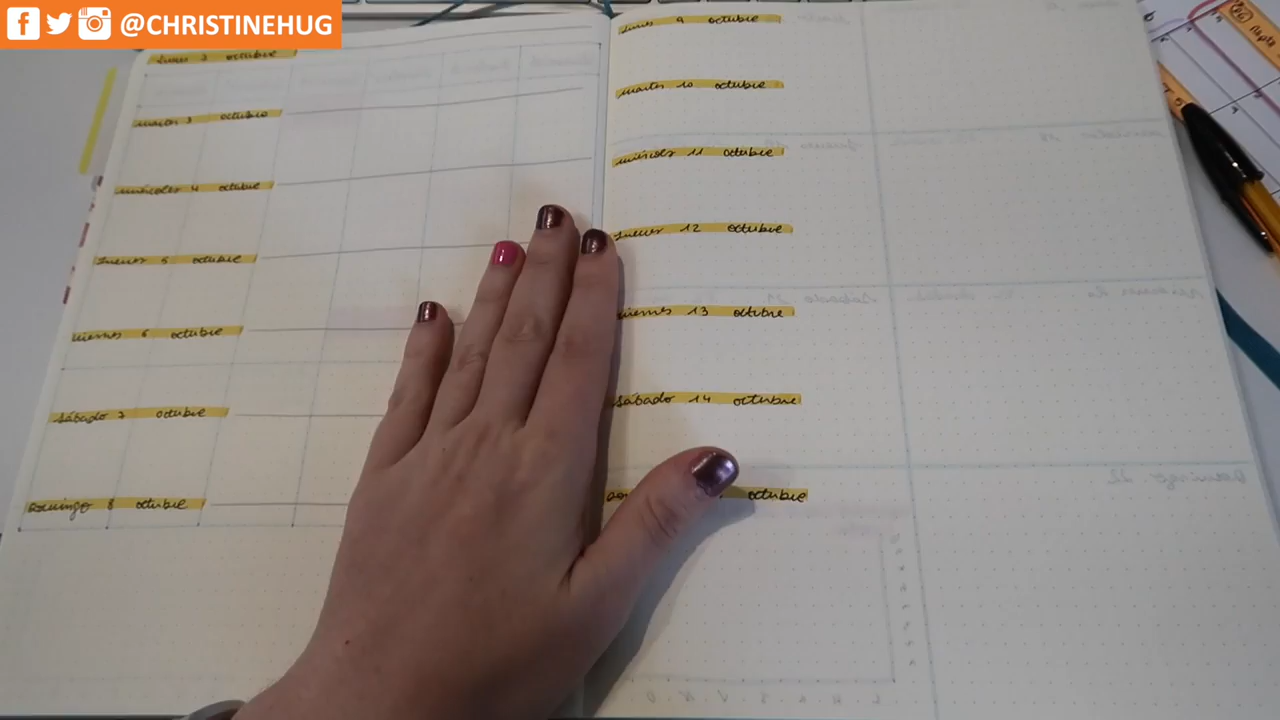 @CHRISTINEHUG
lunes 2 octubre
martes 3 octubre
miércoles 4 octubre
jueves 5 octubre
viernes 6 octubre
sábado 7 octubre
domingo 8 octubre
lunes 9 octubre
martes 10 octubre
miércoles 11 octubre
jueves 12 octubre
viernes 13 octubre
sábado 14 octubre
octubre
Domingo 22